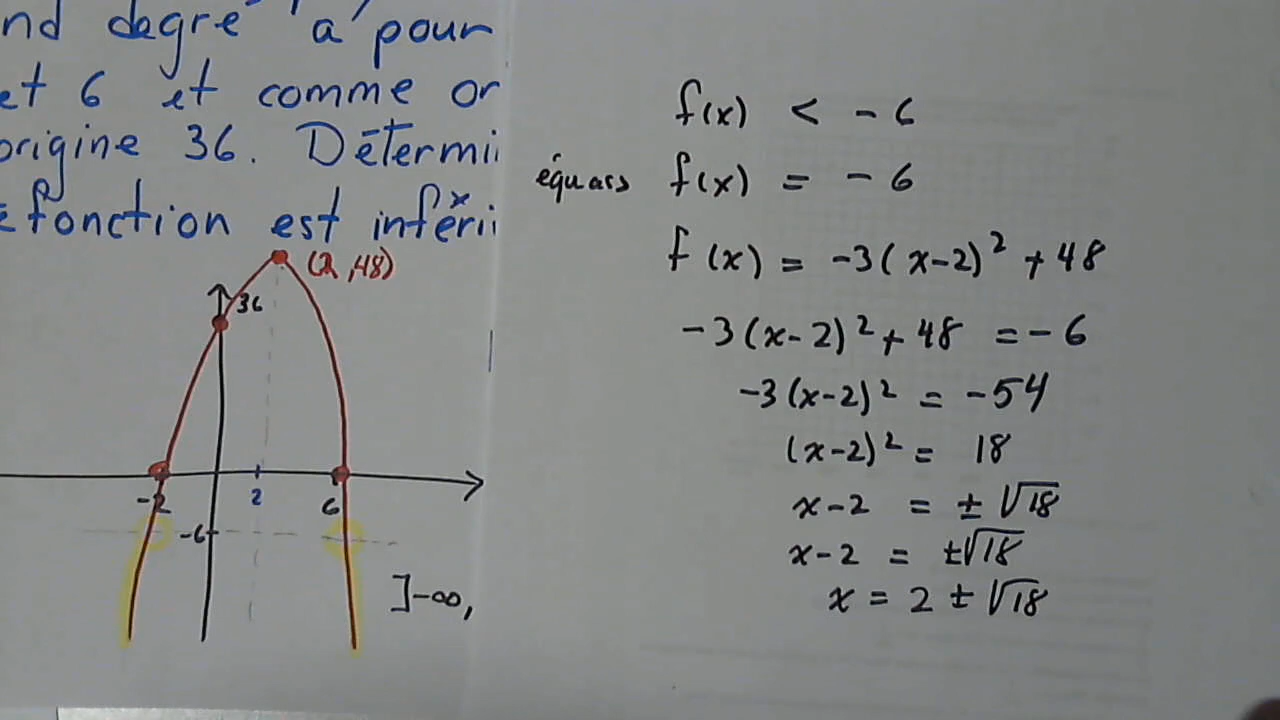 nd degré a pour
et 6 et comme or
origine 36. Détermi
fonction est inféri
(2,48)
36
-2
2
6
-6
]-∞,
f(x) < -6
f(x) = -6
f(x) = -3(x-2)² + 48
-3(x-2)² + 48 = -6
-3(x-2)² = -54
(x-2)² = 18
x-2 = ± √18
x-2 = ±√18
x = 2 ± √18